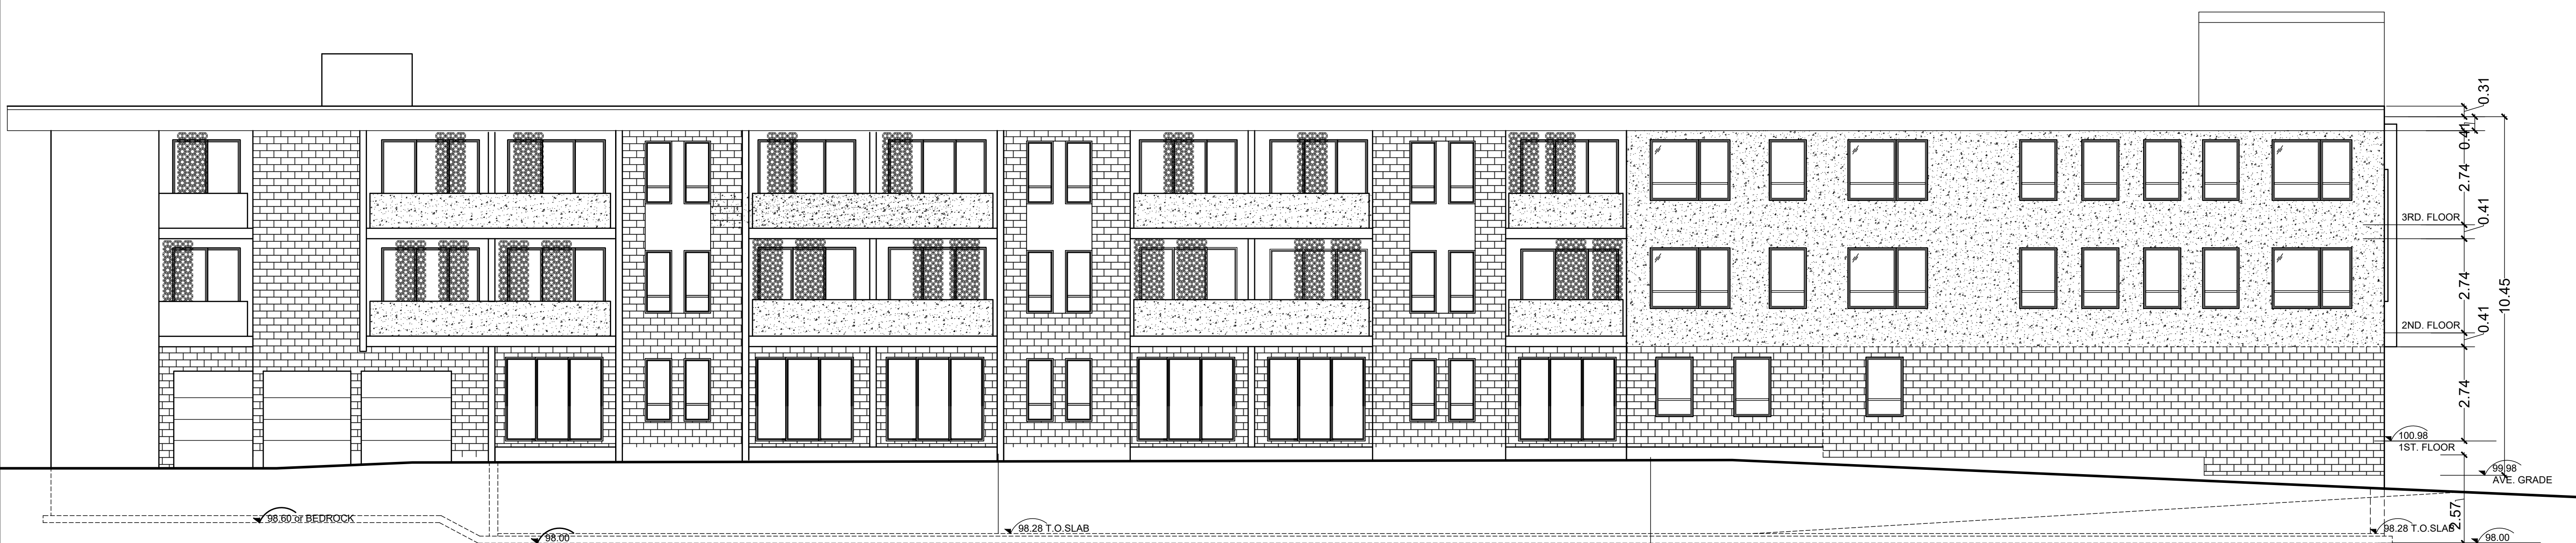 0.31
0.41
2.74
3RD. FLOOR
0.41
2.74
10.45
2ND. FLOOR
0.41
2.74
100.98
1ST. FLOOR
99.98
AVE. GRADE
2.57
98.60 or BEDROCK
98.28 T.O.SLAB
98.28 T.O.SLAB
98.00
98.00